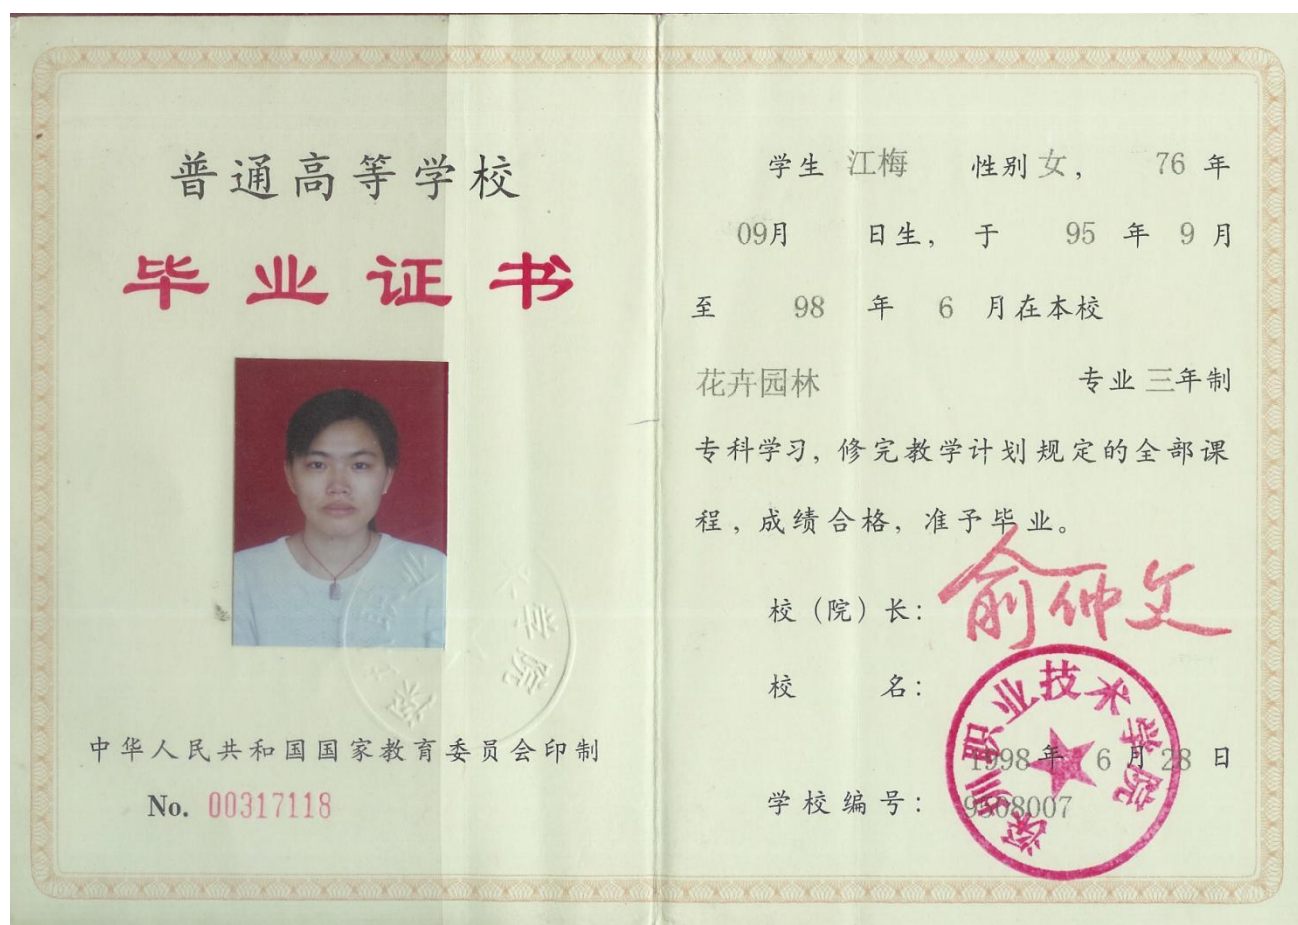 普通高等学校
毕业证书
中华人民共和国国家教育委员会印制
No. 00317118
学生 江梅 性别 女， 76 年
09月 日生， 于 95 年 9 月
至 98 年 6 月在本校
花卉园林 专业 三年制
专科学习，修完教学计划规定的全部课
程，成绩合格，准予毕业。
校（院）长： 俞仲文
校 名：
深圳职业技术学院
1998 年 6 月 28 日
学校编号： 9508007